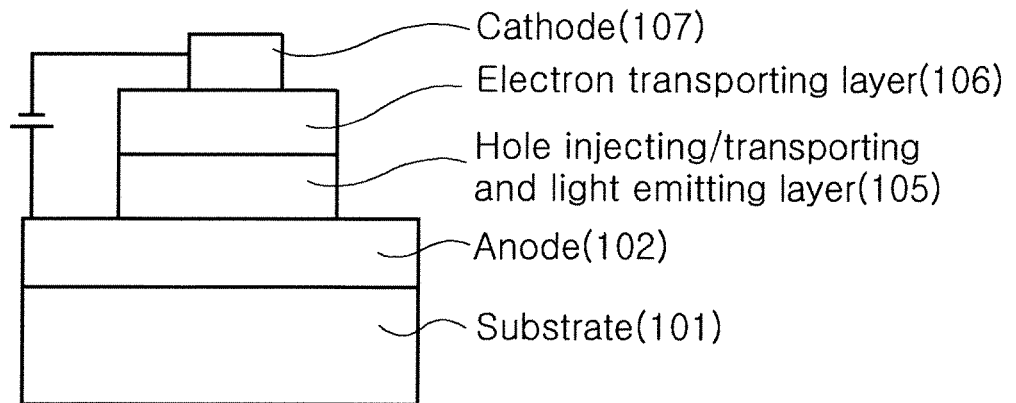 Cathode(107)
Electron transporting layer(106)
Hole injecting/transporting
and light emitting layer(105)
Anode(102)
Substrate(101)